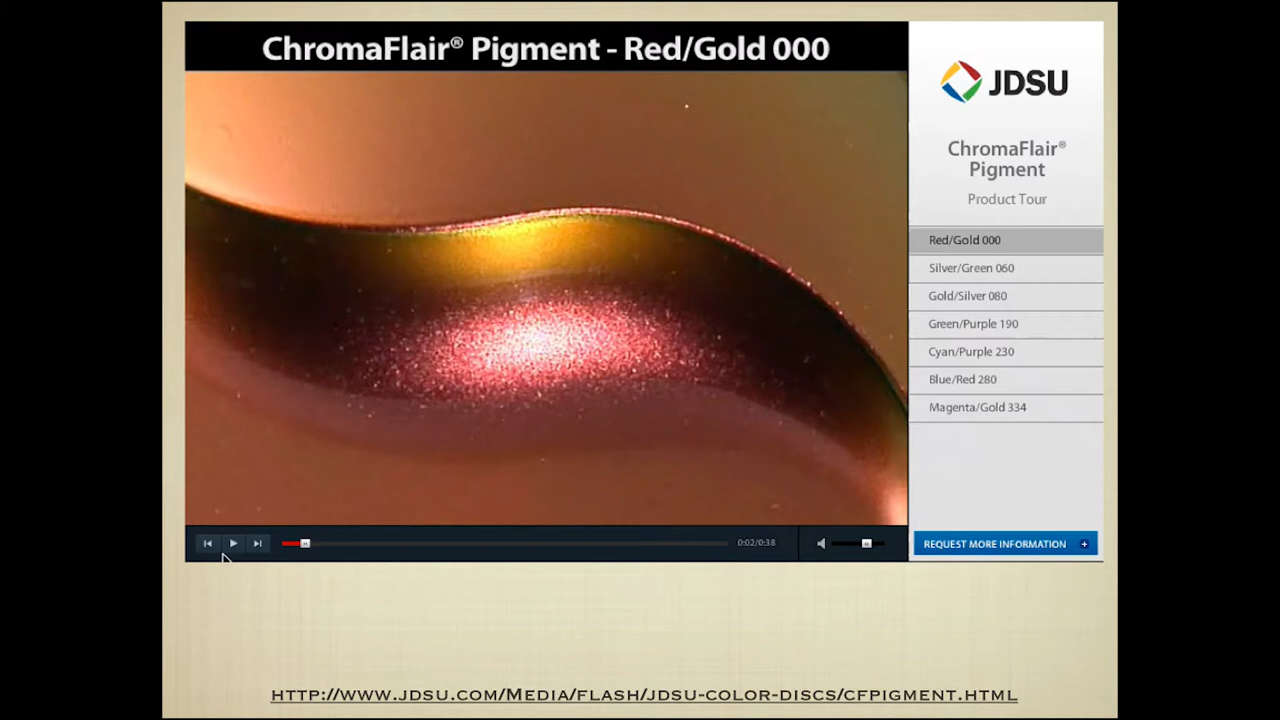 ChromaFlair® Pigment - Red/Gold 000
JDSU
ChromaFlair®
Pigment
Product Tour
Red/Gold 000
Silver/Green 060
Gold/Silver 080
Green/Purple 190
Cyan/Purple 230
Blue/Red 280
Magenta/Gold 334
0:02/0:38
REQUEST MORE INFORMATION
HTTP://WWW.JDSU.COM/MEDIA/FLASH/JDSU-COLOR-DISCS/CFPIGMENT.HTML